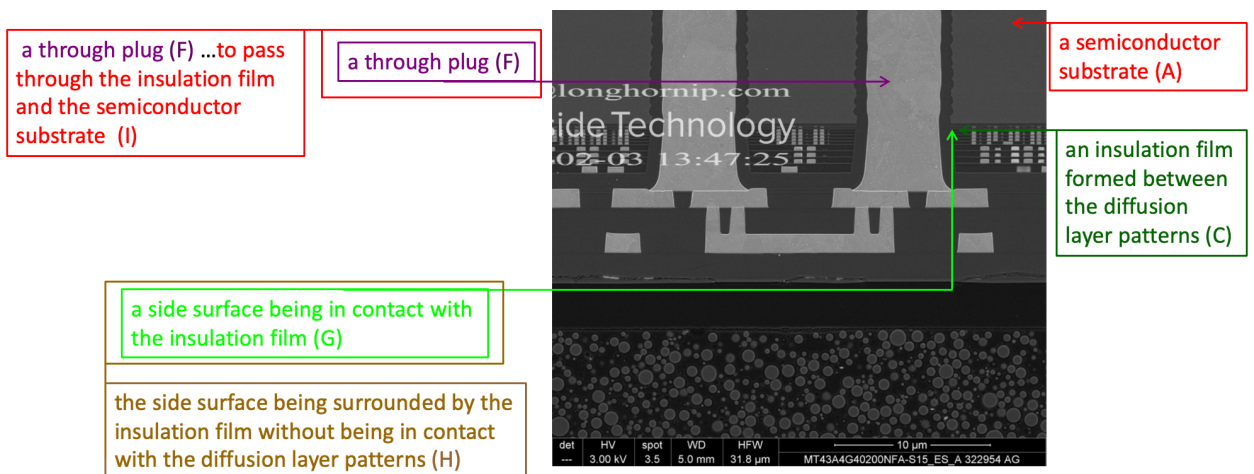 a through plug (F) ...to pass
through the insulation film
and the semiconductor
substrate (I)
a through plug (F)
a semiconductor
substrate (A)
@longhornip.com
side Technology
-02-03 13:47:25
an insulation film
formed between
the diffusion
layer patterns (C)
a side surface being in contact with
the insulation film (G)
the side surface being surrounded by the
insulation film without being in contact
with the diffusion layer patterns (H)
det HV spot WD HFW 10 µm
--- 3.00 kV 3.5 5.0 mm 31.8 µm MT43A4G40200NFA-S15_ES_A 322954 AG